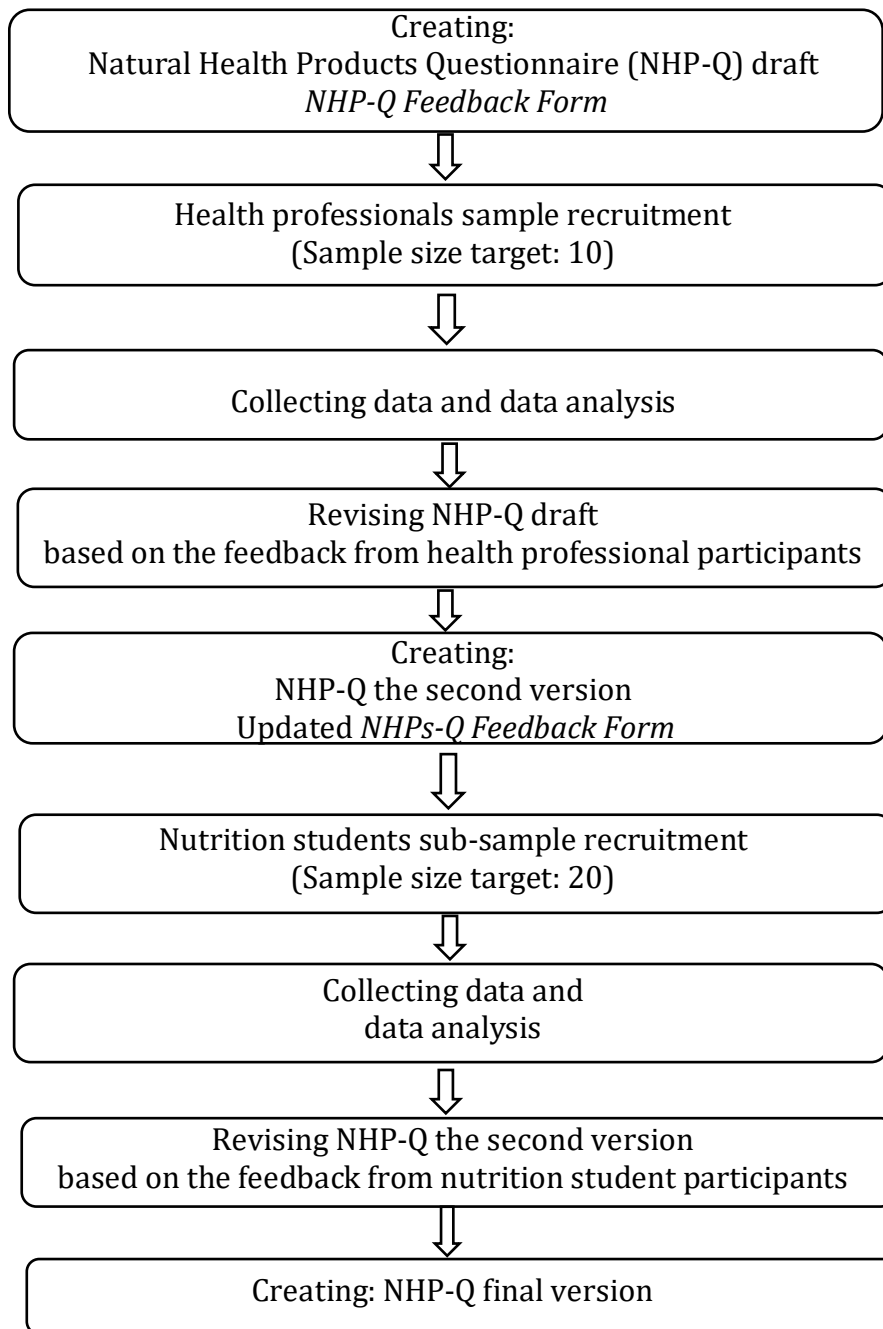 Creating:
Natural Health Products Questionnaire (NHP-Q) draft
NHP-Q Feedback Form
Health professionals sample recruitment
(Sample size target: 10)
Collecting data and data analysis
Revising NHP-Q draft
based on the feedback from health professional participants
Creating:
NHP-Q the second version
Updated NHPs-Q Feedback Form
Nutrition students sub-sample recruitment
(Sample size target: 20)
Collecting data and
data analysis
Revising NHP-Q the second version
based on the feedback from nutrition student participants
Creating: NHP-Q final version